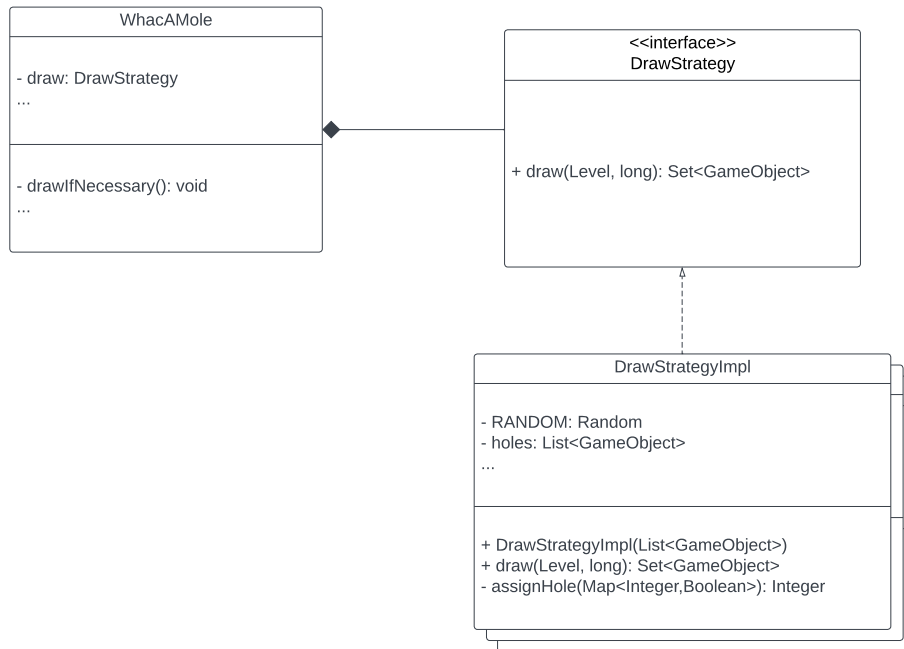 WhacAMole
- draw: DrawStrategy
...
- drawIfNecessary(): void
...
<<interface>>
DrawStrategy
+ draw(Level, long): Set<GameObject>
DrawStrategyImpl
- RANDOM: Random
- holes: List<GameObject>
...
+ DrawStrategyImpl(List<GameObject>)
+ draw(Level, long): Set<GameObject>
- assignHole(Map<Integer,Boolean>): Integer